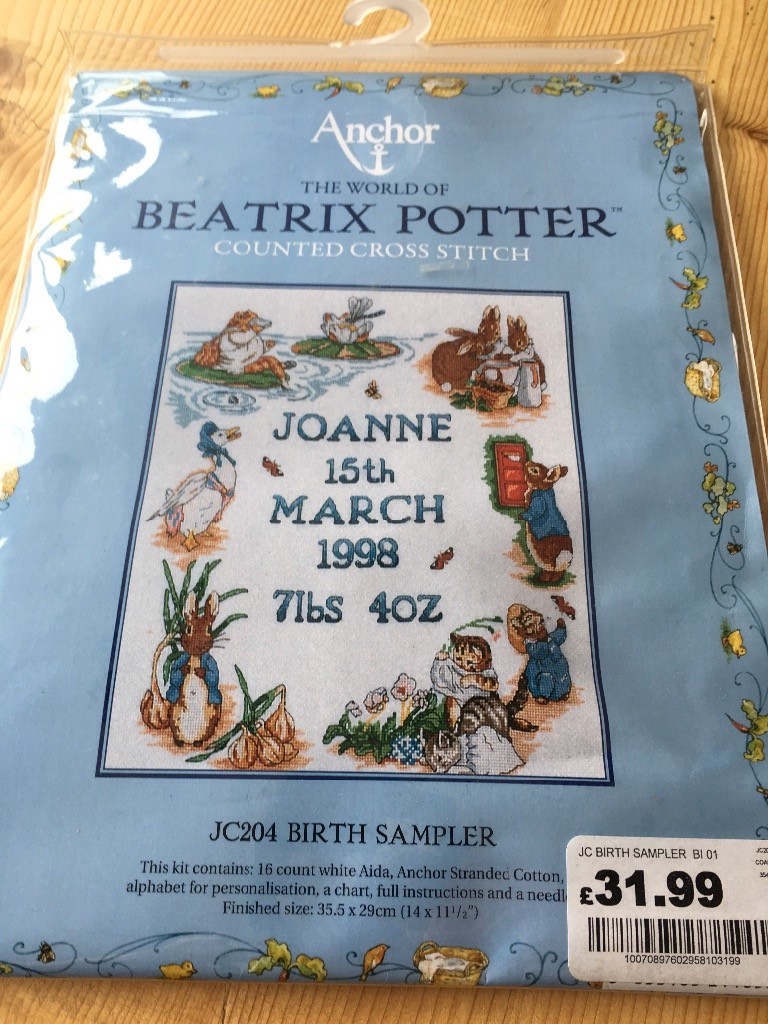 Anchor
THE WORLD OF
BEATRIX POTTER™
COUNTED CROSS STITCH
JOANNE
15th
MARCH
1998
7lbs 4oz
JC204 BIRTH SAMPLER
This kit contains: 16 count white Aida, Anchor Stranded Cotton,
alphabet for personalisation, a chart, full instructions and a needl
Finished size: 35.5 x 29cm (14 x 11½")
JC BIRTH SAMPLER BI 01
£31.99
10070897602958103199